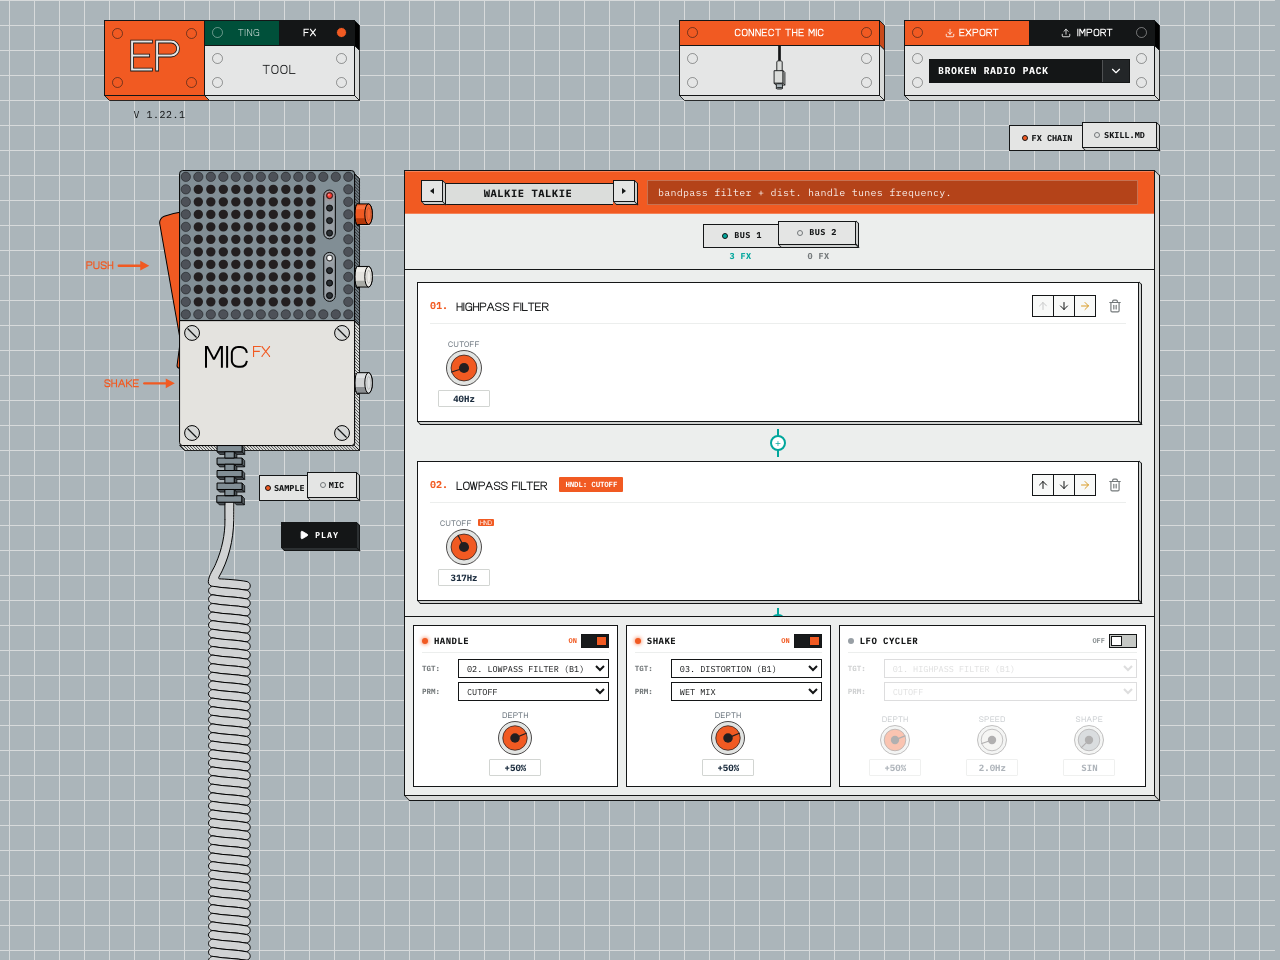 EP
TING
FX
TOOL
V 1.22.1
CONNECT THE MIC
EXPORT
IMPORT
BROKEN RADIO PACK
FX CHAIN
SKILL.MD
PUSH
SHAKE
MIC FX
SAMPLE
MIC
PLAY
WALKIE TALKIE
bandpass filter + dist. handle tunes frequency.
BUS 1
BUS 2
3 FX
0 FX
01. HIGHPASS FILTER
CUTOFF
40Hz
02. LOWPASS FILTER HNDL: CUTOFF
CUTOFF HND
317Hz
HANDLE ON
TGT: 02. LOWPASS FILTER (B1)
PRM: CUTOFF
DEPTH
+50%
SHAKE ON
TGT: 03. DISTORTION (B1)
PRM: WET MIX
DEPTH
+50%
LFO CYCLER OFF
TGT: 01. HIGHPASS FILTER (B1)
PRM: CUTOFF
DEPTH SPEED SHAPE
+50% 2.0Hz SIN